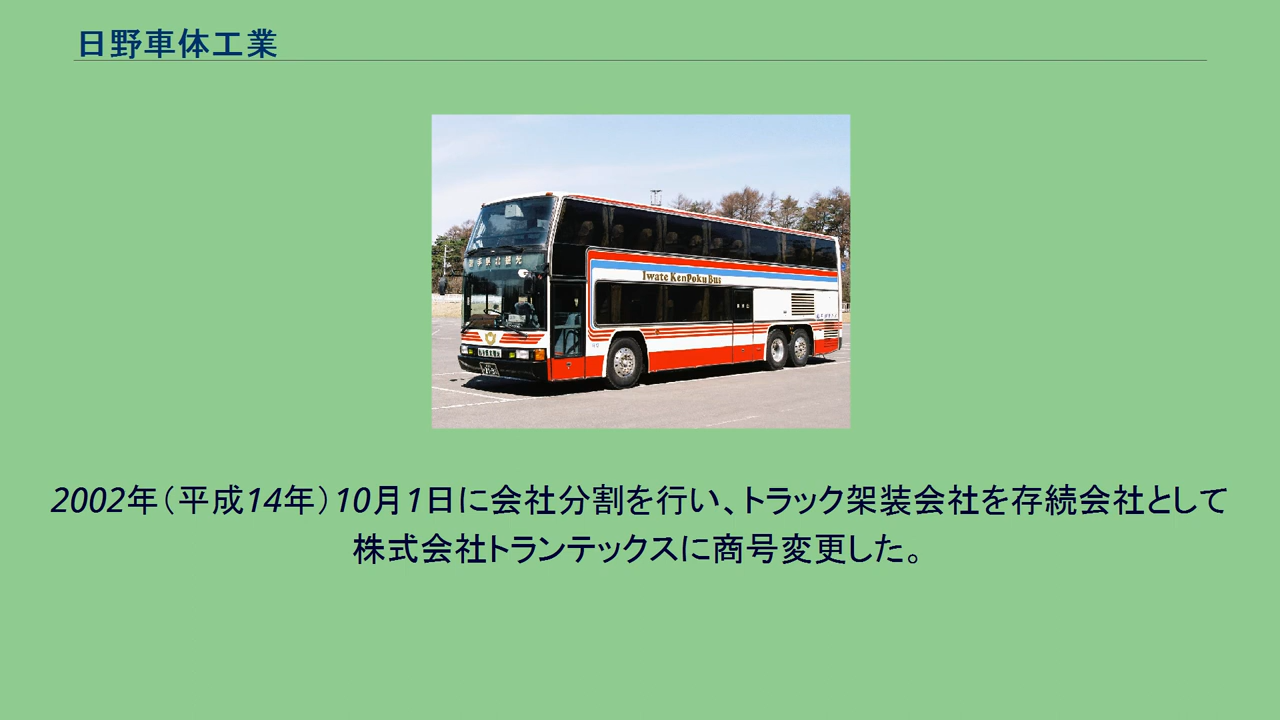 日野車体工業
Iwate KenPoku Bus
2002年（平成14年）10月1日に会社分割を行い、トラック架装会社を存続会社として
株式会社トランテックスに商号変更した。